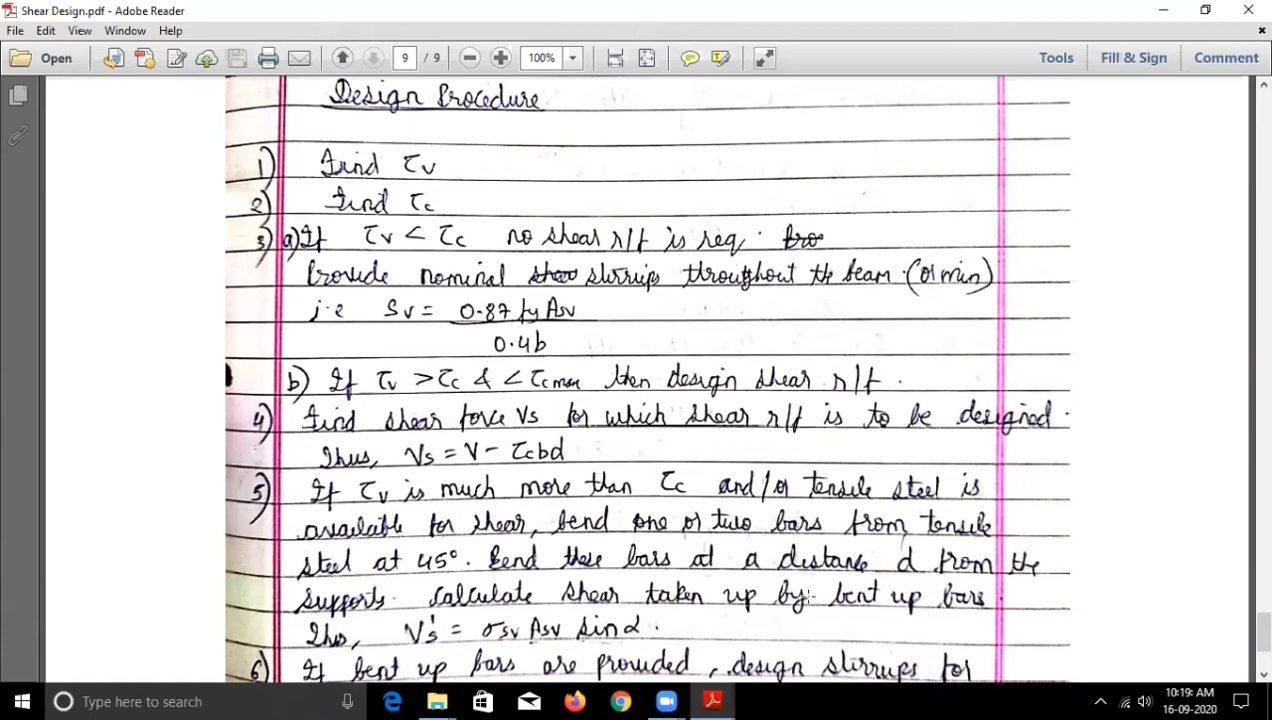 Shear Design.pdf - Adobe Reader
File Edit View Window Help
Open 9 / 9 100% Tools Fill & Sign Comment
Design Procedure
1) Find τv
2) Find τc
3) a) If τv < τc no shear r/f is req.
Provide nominal stirrups throughout the beam (or min)
i.e Sv = 0.87 fy Asv
0.4b
b) If τv > τc & < τcmax then design shear r/f.
4) Find shear force Vs for which shear r/f is to be designed.
Thus, Vs = V - τcbd
5) If τv is much more than τc and/or tensile steel is
available for shear, bend one or two bars from tensile
steel at 45°. Bend these bars at a distance d from the
supports. Calculate shear taken up by bent up bars.
Thus, Vs' = σsv Asv sin α.
6) If bent up bars are provided, design stirrups for
Type here to search
10:19: AM
16-09-2020